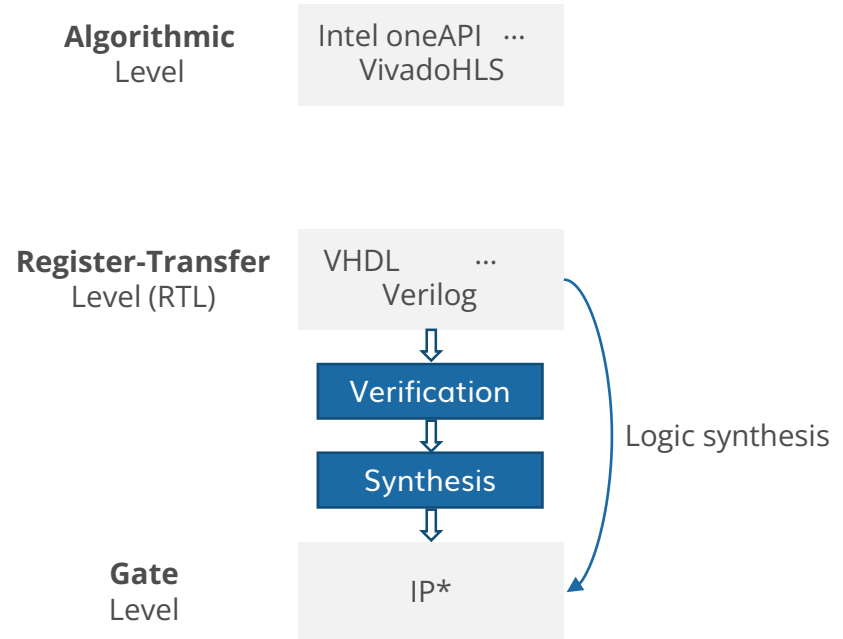 Algorithmic
Level
Intel oneAPI ...
VivadoHLS
Register-Transfer
Level (RTL)
VHDL ...
Verilog
Verification
Synthesis
Logic synthesis
Gate
Level
IP*